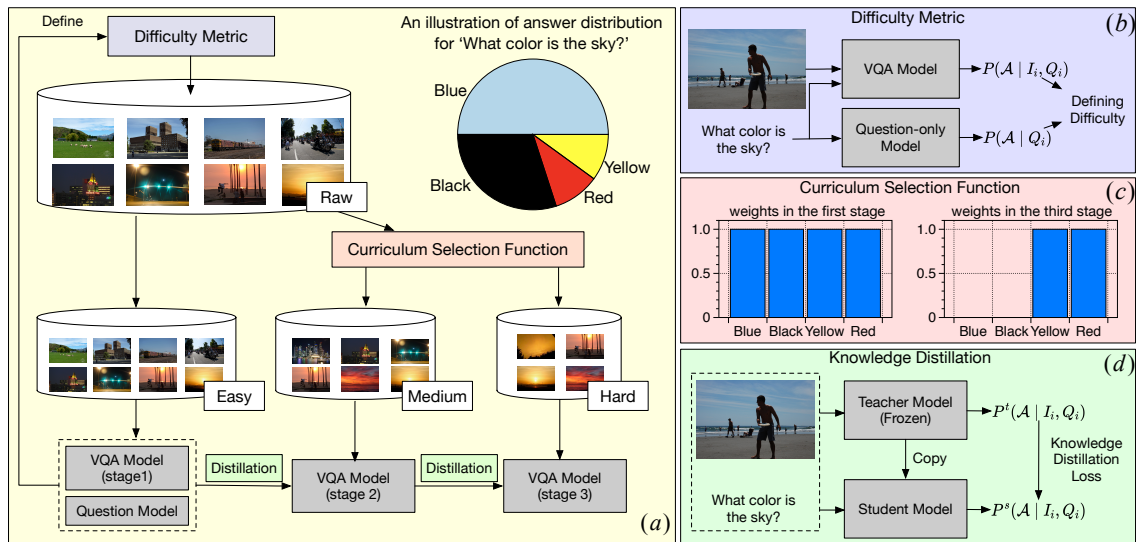 Define
Difficulty Metric
An illustration of answer distribution
for ‘What color is the sky?’
Blue
Black
Yellow
Red
Raw
Curriculum Selection Function
Easy
Medium
Hard
VQA Model
(stage1)
Question Model
Distillation
VQA Model
(stage 2)
Distillation
VQA Model
(stage 3)
(a)
Difficulty Metric
(b)
What color is
the sky?
VQA Model
Question-only
Model
P(𝒜 | I_i, Q_i)
P(𝒜 | Q_i)
Defining
Difficulty
Curriculum Selection Function
(c)
weights in the first stage
1.0
0.5
0
Blue Black Yellow Red
weights in the third stage
1.0
0.5
0
Blue Black Yellow Red
Knowledge Distillation
(d)
What color is
the sky?
Teacher Model
(Frozen)
Copy
Student Model
P^t(𝒜 | I_i, Q_i)
Knowledge
Distillation
Loss
P^s(𝒜 | I_i, Q_i)